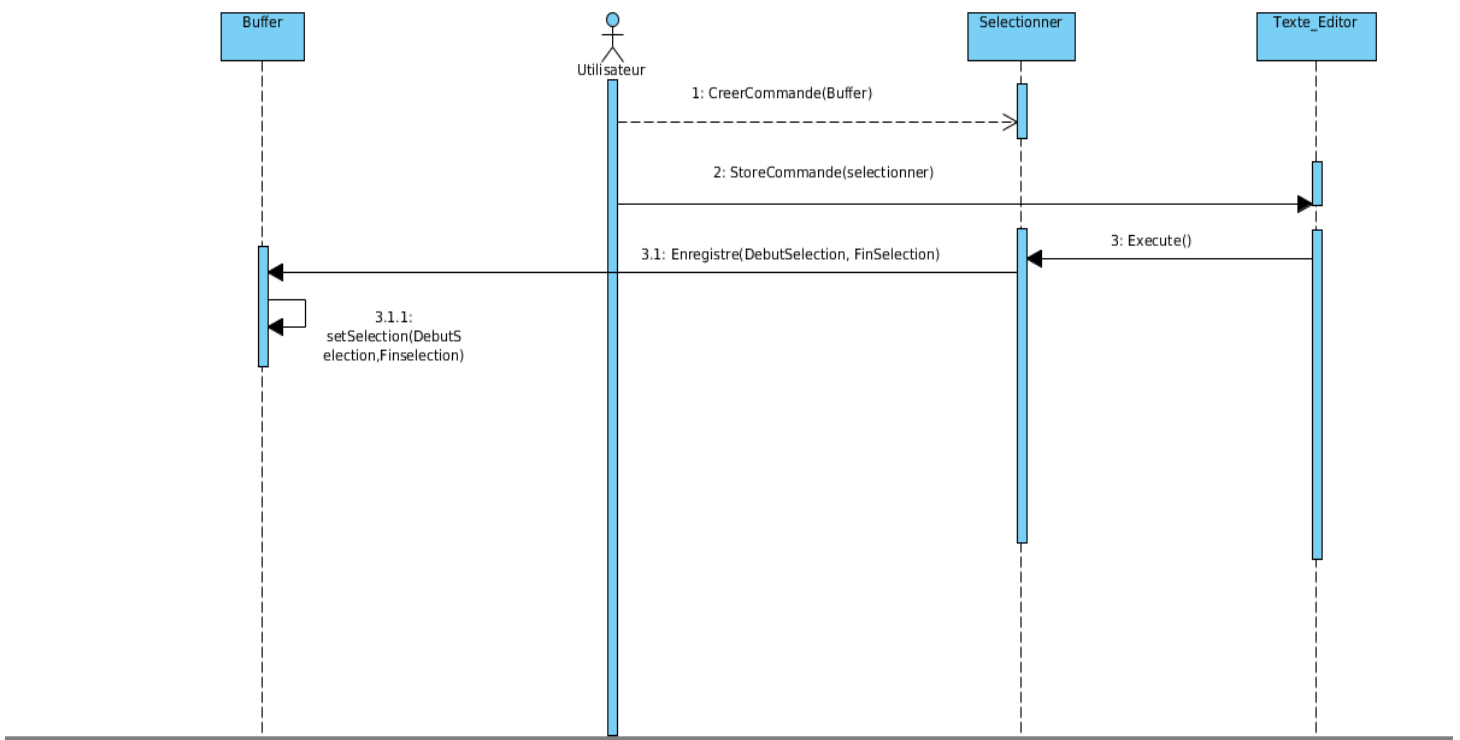 Buffer
Utilisateur
Selectionner
Texte_Editor
1: CreerCommande(Buffer)
2: StoreCommande(selectionner)
3: Execute()
3.1: Enregistre(DebutSelection, FinSelection)
3.1.1:
setSelection(DebutS
election,Finselection)